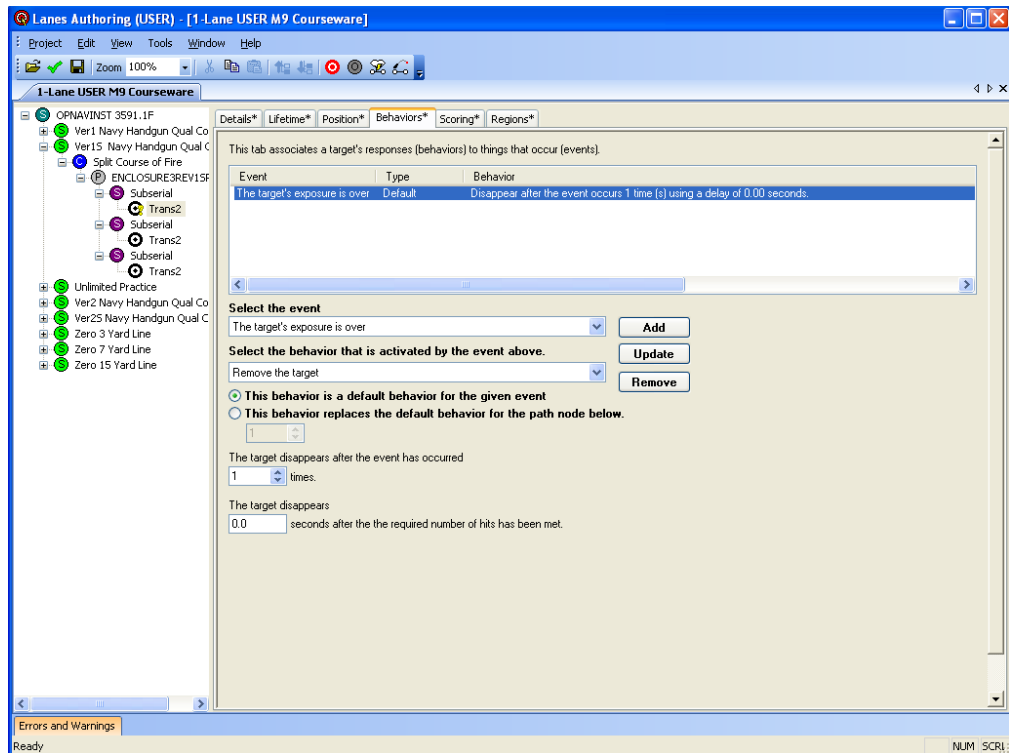 Lanes Authoring (USER) - [1-Lane USER M9 Courseware]
Project Edit View Tools Window Help
Zoom 100%
1-Lane USER M9 Courseware
OPNAVINST 3591.1F
Ver1 Navy Handgun Qual Co
Ver1S Navy Handgun Qual C
Split Course of Fire
ENCLOSURE3REV1SF
Subserial
Trans2
Subserial
Trans2
Subserial
Trans2
Unlimited Practice
Ver2 Navy Handgun Qual Co
Ver2S Navy Handgun Qual C
Zero 3 Yard Line
Zero 7 Yard Line
Zero 15 Yard Line
Details* Lifetime* Position* Behaviors* Scoring* Regions*
This tab associates a target's responses (behaviors) to things that occur (events).
Event Type Behavior
The target's exposure is over Default Disappear after the event occurs 1 time (s) using a delay of 0.00 seconds.
Select the event
The target's exposure is over
Add
Select the behavior that is activated by the event above.
Update
Remove the target
Remove
This behavior is a default behavior for the given event
This behavior replaces the default behavior for the path node below.
1
The target disappears after the event has occurred
1 times.
The target disappears
0.0 seconds after the the required number of hits has been met.
Errors and Warnings
Ready
NUM SCRL